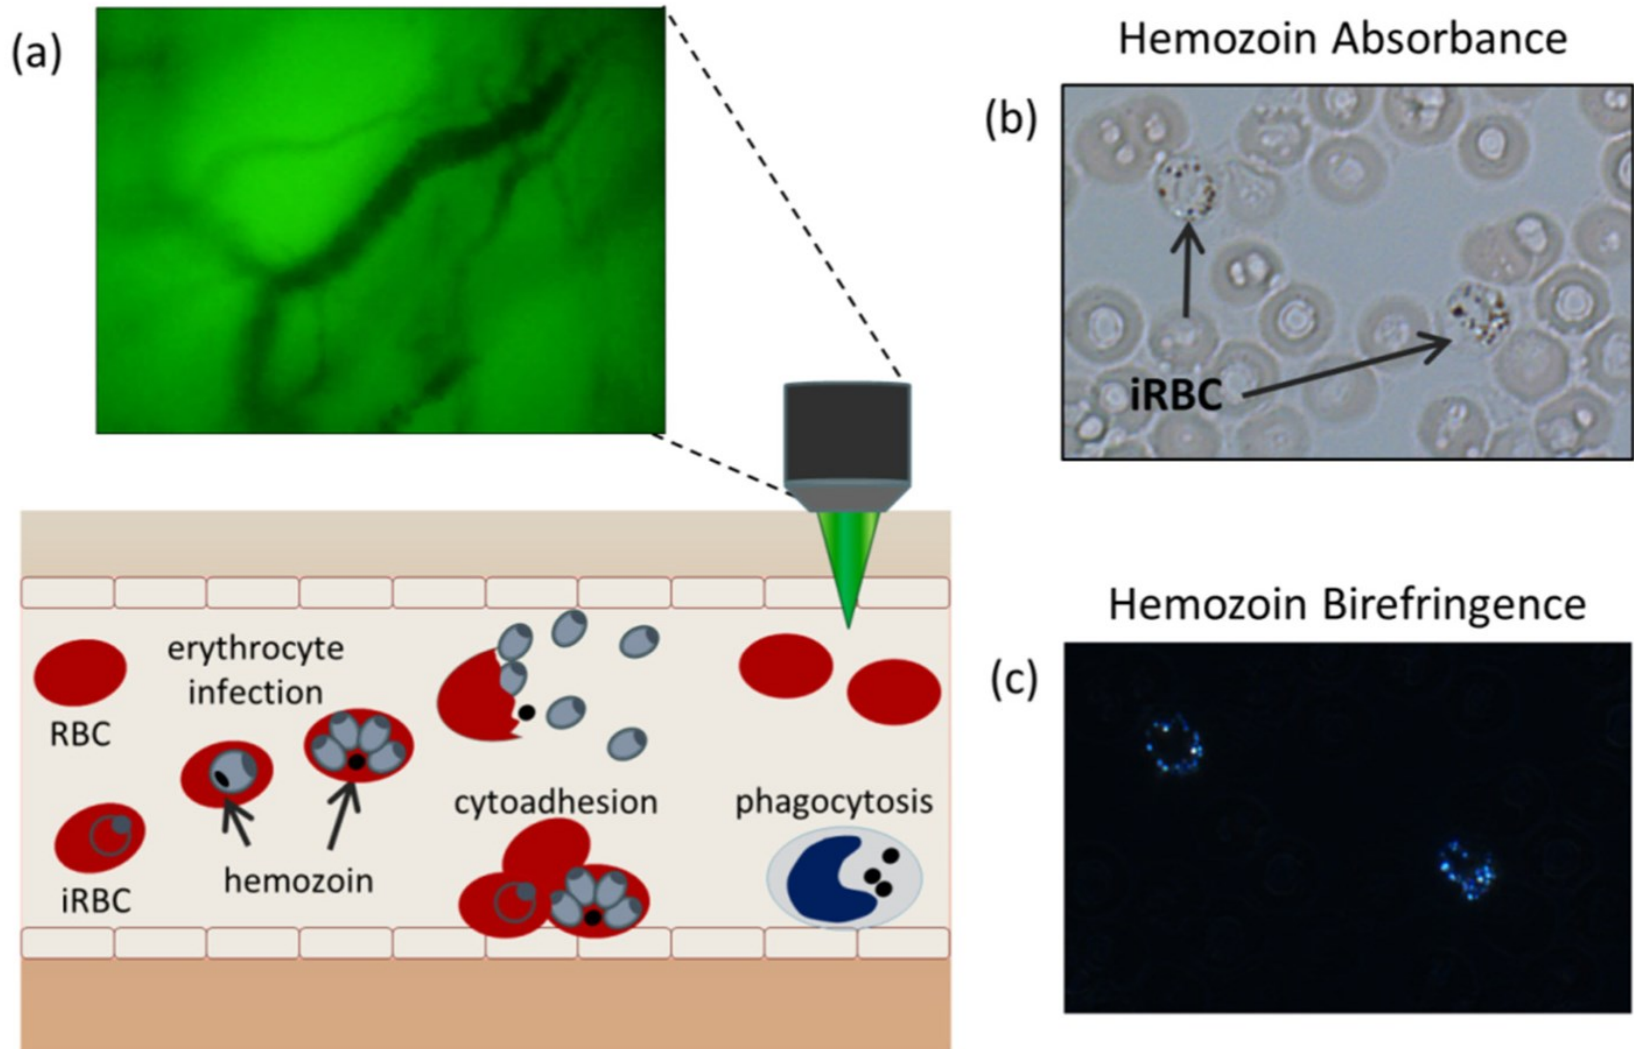 (a)
erythrocyte
infection
RBC
iRBC
hemozoin
cytoadhesion
phagocytosis
Hemozoin Absorbance
(b)
iRBC
Hemozoin Birefringence
(c)